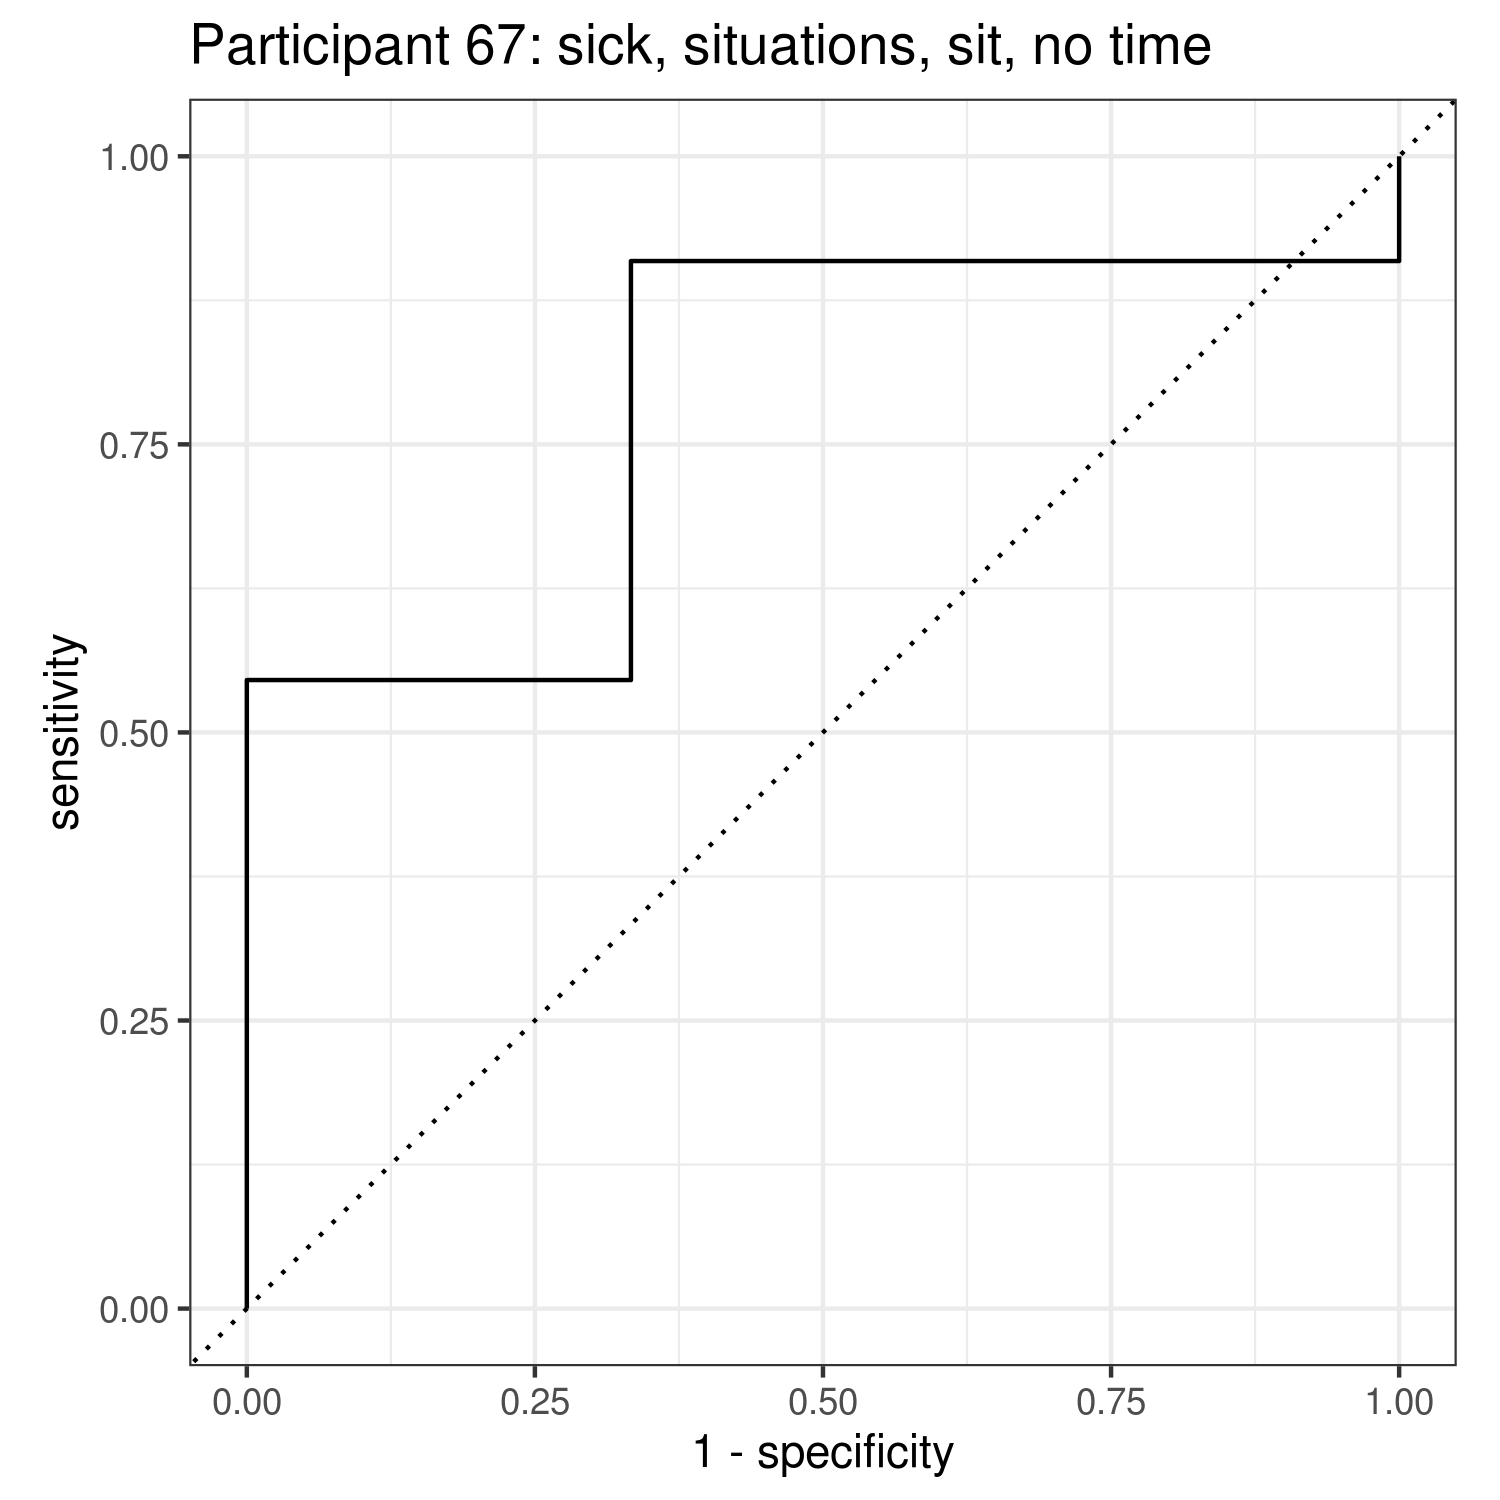 Participant 67: sick, situations, sit, no time
1.00
0.75
0.50
0.25
0.00
sensitivity
0.00 0.25 0.50 0.75 1.00
1 - specificity